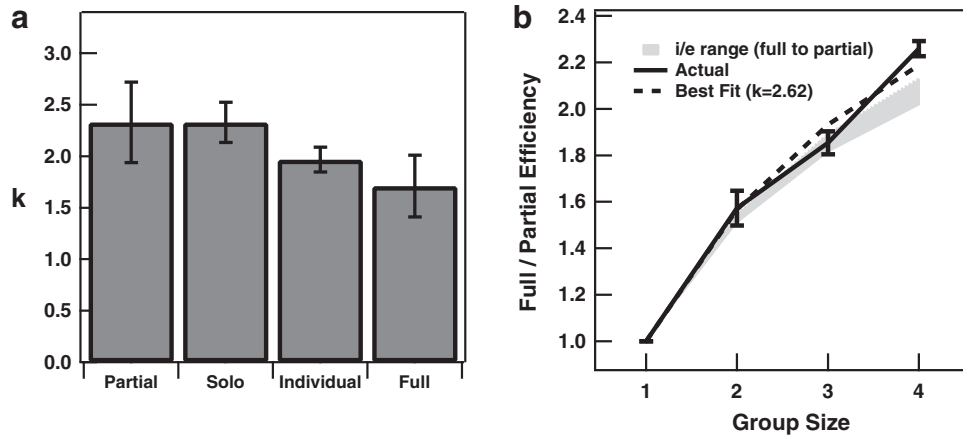 a
3.0
2.5
2.0
k
1.5
1.0
0.5
0.0
Partial Solo Individual Full
b
2.4
2.2
2.0
1.8
1.6
1.4
1.2
1.0
Full / Partial Efficiency
i/e range (full to partial)
Actual
Best Fit (k=2.62)
1 2 3 4
Group Size